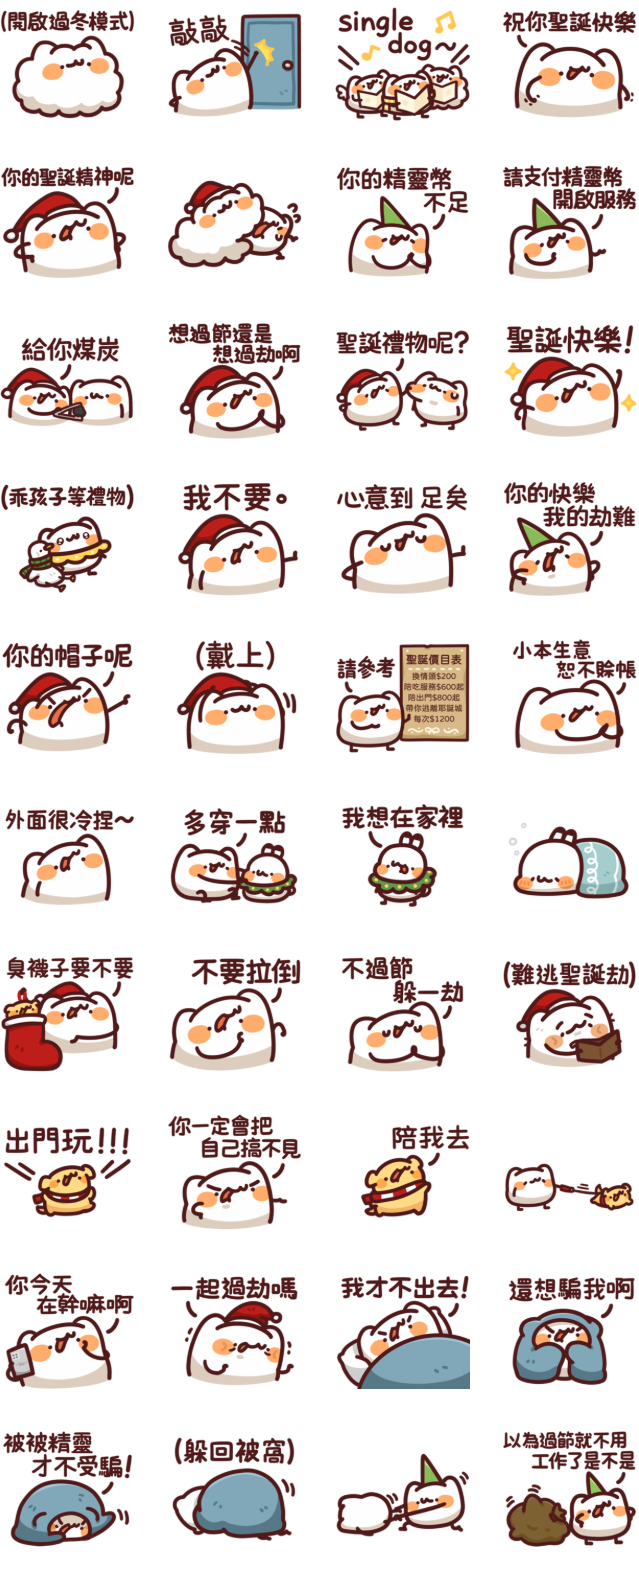 (開啟過冬模式)
敲敲
single
dog~
祝你聖誕快樂
你的聖誕精神呢
你的精靈幣
不足
請支付精靈幣
開啟服務
給你煤炭
想過節還是
想過劫啊
聖誕禮物呢?
聖誕快樂!
(乖孩子等禮物)
我不要。
心意到 足矣
你的快樂
我的劫難
你的帽子呢
(戴上)
請參考
聖誕價目表
換情頭$200
陪吃服務$600起
陪出門$800起
帶你逃離耶誕城
每次$1200
小本生意
恕不賒帳
外面很冷捏~
多穿一點
我想在家裡
臭襪子要不要
不要拉倒
不過節
躲一劫
(難逃聖誕劫)
出門玩!!!
你一定會把
自己搞不見
陪我去
你今天
在幹嘛啊
一起過劫嗎
我才不出去!
還想騙我啊
被被精靈
才不受騙!
(躲回被窩)
以為過節就不用
工作了是不是